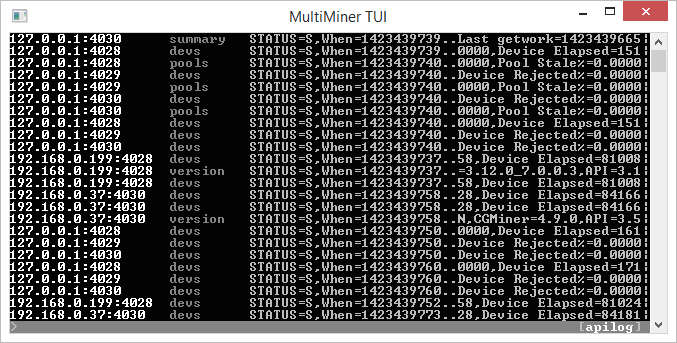 MultiMiner TUI
127.0.0.1:4030 summary STATUS=S,When=1423439739..Last getwork=1423439665¦
127.0.0.1:4028 devs STATUS=S,When=1423439739..0000,Device Elapsed=151¦
127.0.0.1:4028 pools STATUS=S,When=1423439740..0000,Pool Stale%=0.0000¦
127.0.0.1:4029 devs STATUS=S,When=1423439740..Device Rejected%=0.0000¦
127.0.0.1:4029 pools STATUS=S,When=1423439740..0000,Pool Stale%=0.0000¦
127.0.0.1:4030 devs STATUS=S,When=1423439740..Device Rejected%=0.0000¦
127.0.0.1:4030 pools STATUS=S,When=1423439740..0000,Pool Stale%=0.0000¦
127.0.0.1:4028 devs STATUS=S,When=1423439740..0000,Device Elapsed=151¦
127.0.0.1:4029 devs STATUS=S,When=1423439740..Device Rejected%=0.0000¦
127.0.0.1:4030 devs STATUS=S,When=1423439740..Device Rejected%=0.0000¦
192.168.0.199:4028 devs STATUS=S,When=1423439737..58,Device Elapsed=81008¦
192.168.0.199:4028 version STATUS=S,When=1423439737..=3.12.0_7.0.0.3,API=3.1¦
192.168.0.199:4028 devs STATUS=S,When=1423439737..58,Device Elapsed=81008¦
192.168.0.37:4030 devs STATUS=S,When=1423439758..28,Device Elapsed=84166¦
192.168.0.37:4030 devs STATUS=S,When=1423439758..28,Device Elapsed=84166¦
192.168.0.37:4030 version STATUS=S,When=1423439758..N,CGMiner=4.9.0,API=3.5¦
127.0.0.1:4028 devs STATUS=S,When=1423439750..0000,Device Elapsed=161¦
127.0.0.1:4029 devs STATUS=S,When=1423439750..Device Rejected%=0.0000¦
127.0.0.1:4030 devs STATUS=S,When=1423439750..Device Rejected%=0.0000¦
127.0.0.1:4028 devs STATUS=S,When=1423439760..0000,Device Elapsed=171¦
127.0.0.1:4029 devs STATUS=S,When=1423439760..Device Rejected%=0.0000¦
127.0.0.1:4030 devs STATUS=S,When=1423439760..Device Rejected%=0.0000¦
192.168.0.199:4028 devs STATUS=S,When=1423439752..58,Device Elapsed=81024¦
192.168.0.37:4030 devs STATUS=S,When=1423439773..28,Device Elapsed=84181¦
> [apilog]